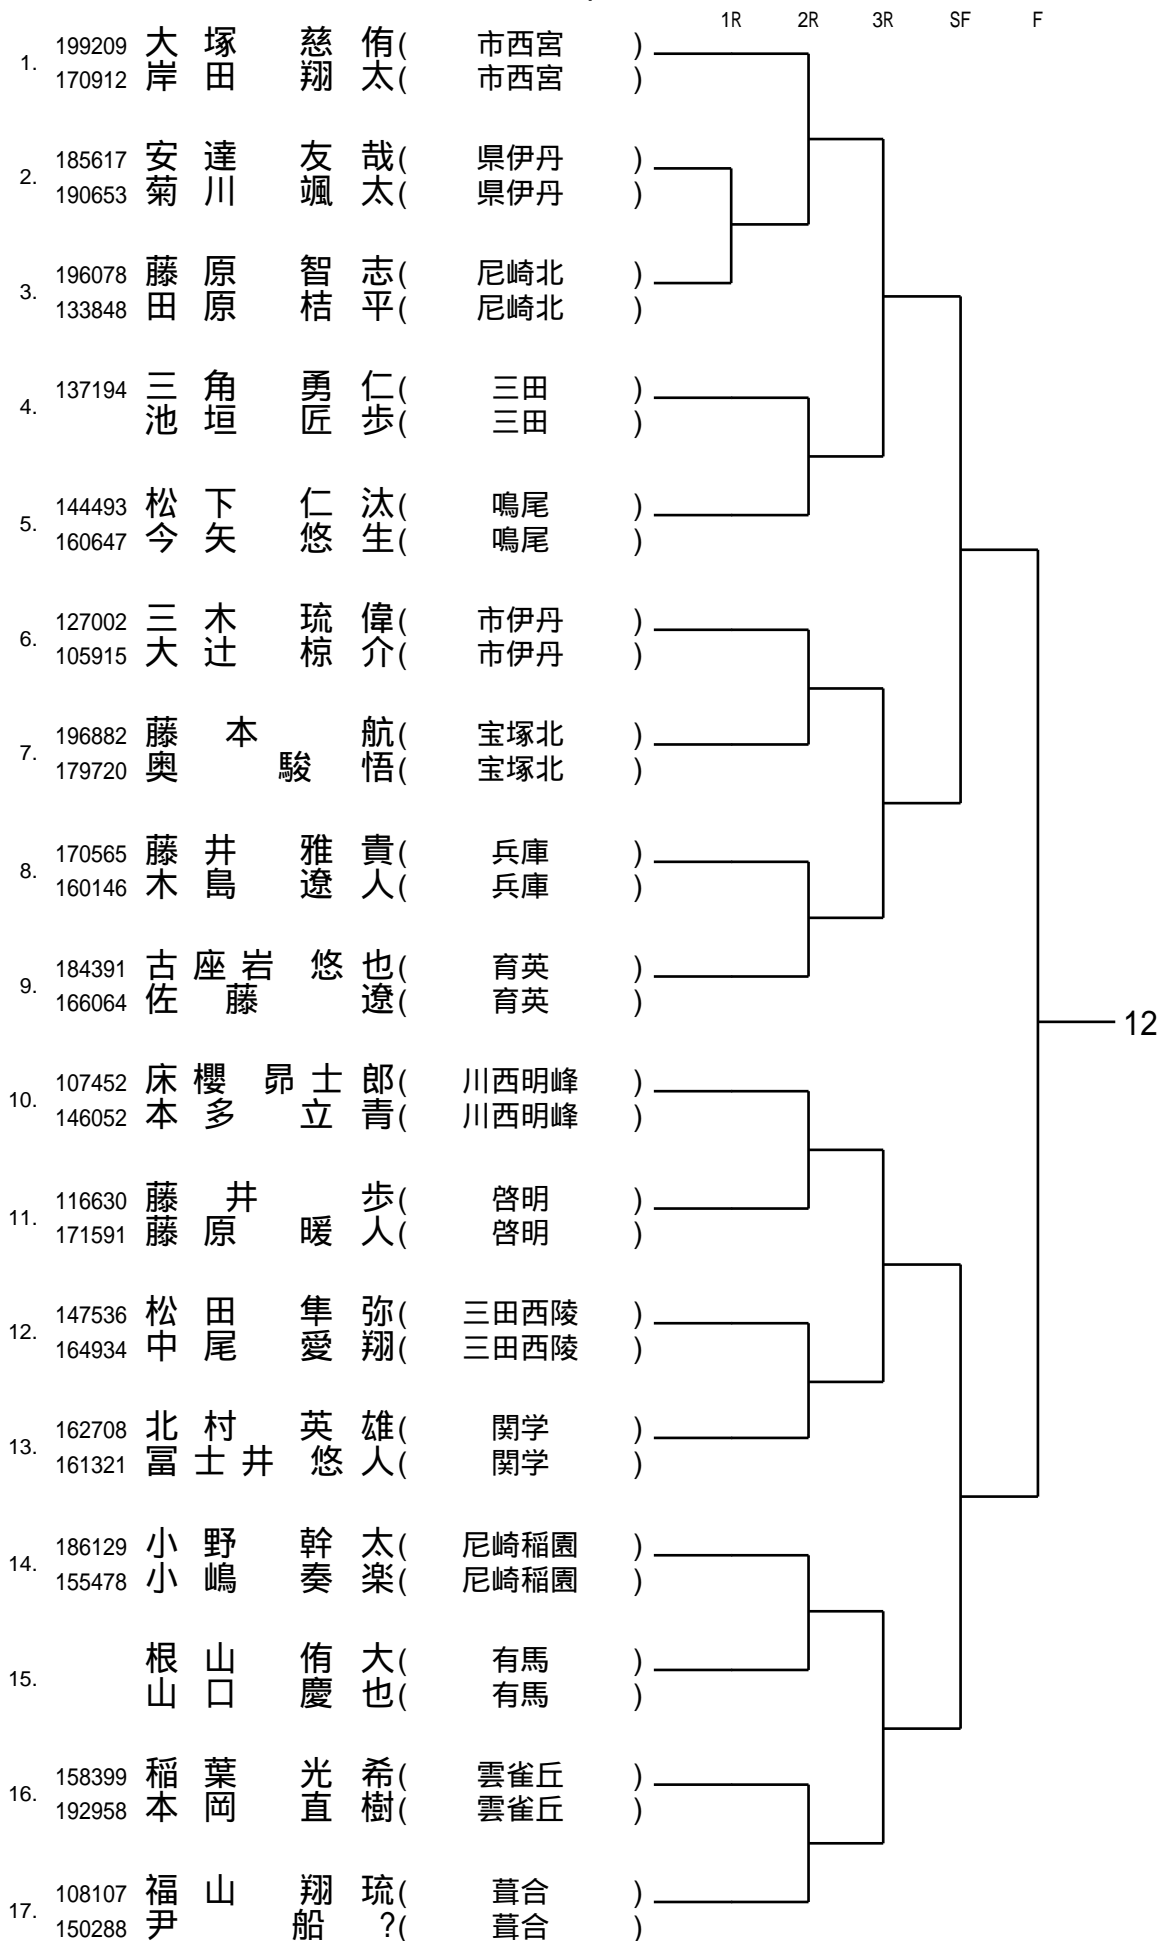 1R 2R 3R SF F
1. 199209 大塚 慈侑( 市西宮 )
170912 岸田 翔太( 市西宮 )
2. 185617 安達 友哉( 県伊丹 )
190653 菊川 颯太( 県伊丹 )
3. 196078 藤原 智志( 尼崎北 )
133848 田原 桔平( 尼崎北 )
4. 137194 三角 勇仁( 三田 )
池垣 匠歩( 三田 )
5. 144493 松下 仁汰( 鳴尾 )
160647 今矢 悠生( 鳴尾 )
6. 127002 三木 琉偉( 市伊丹 )
105915 大辻 椋介( 市伊丹 )
7. 196882 藤本 航( 宝塚北 )
179720 奥 駿悟( 宝塚北 )
8. 170565 藤井 雅貴( 兵庫 )
160146 木島 遼人( 兵庫 )
9. 184391 古座岩 悠也( 育英 )
166064 佐藤 遼( 育英 )
12
10. 107452 床櫻 昴士郎( 川西明峰 )
146052 本多 立青( 川西明峰 )
11. 116630 藤井 歩( 啓明 )
171591 藤原 暖人( 啓明 )
12. 147536 松田 隼弥( 三田西陵 )
164934 中尾 愛翔( 三田西陵 )
13. 162708 北村 英雄( 関学 )
161321 冨士井 悠人( 関学 )
14. 186129 小野 幹太( 尼崎稲園 )
155478 小嶋 奏楽( 尼崎稲園 )
15. 根山 侑大( 有馬 )
山口 慶也( 有馬 )
16. 158399 稲葉 光希( 雲雀丘 )
192958 本岡 直樹( 雲雀丘 )
17. 108107 福山 翔琉( 葺合 )
150288 尹 船?( 葺合 )